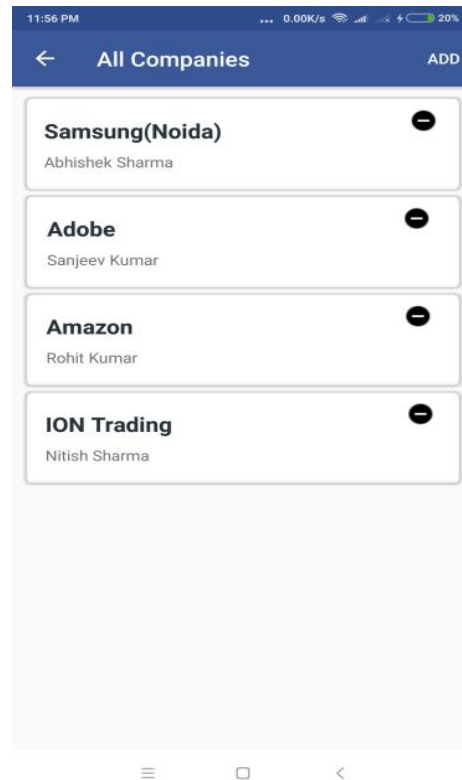 11:56 PM ... 0.00K/s 20%
All Companies ADD
Samsung(Noida)
Abhishek Sharma
Adobe
Sanjeev Kumar
Amazon
Rohit Kumar
ION Trading
Nitish Sharma